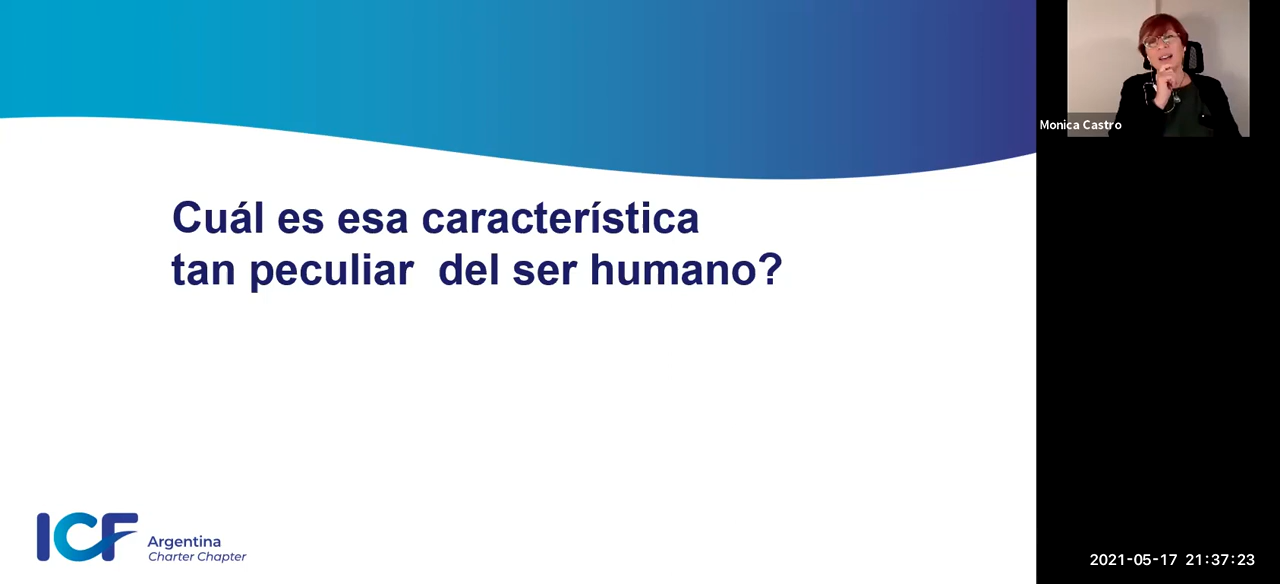 Monica Castro
Cuál es esa característica
tan peculiar  del ser humano?
ICF
Argentina
Charter Chapter
2021-05-17 21:37:23